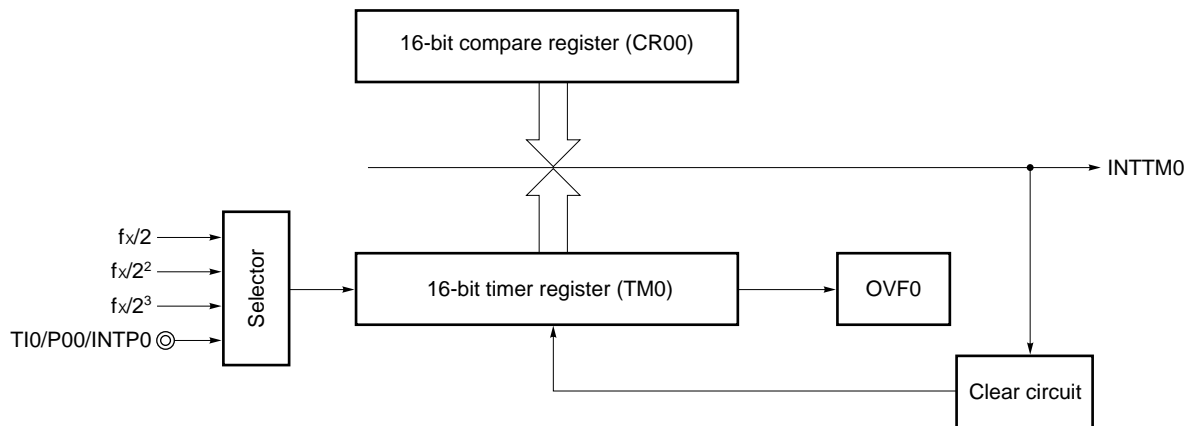 16-bit compare register (CR00)
INTTM0
fX/2
fX/2²
fX/2³
TI0/P00/INTP0
Selector
16-bit timer register (TM0)
OVF0
Clear circuit